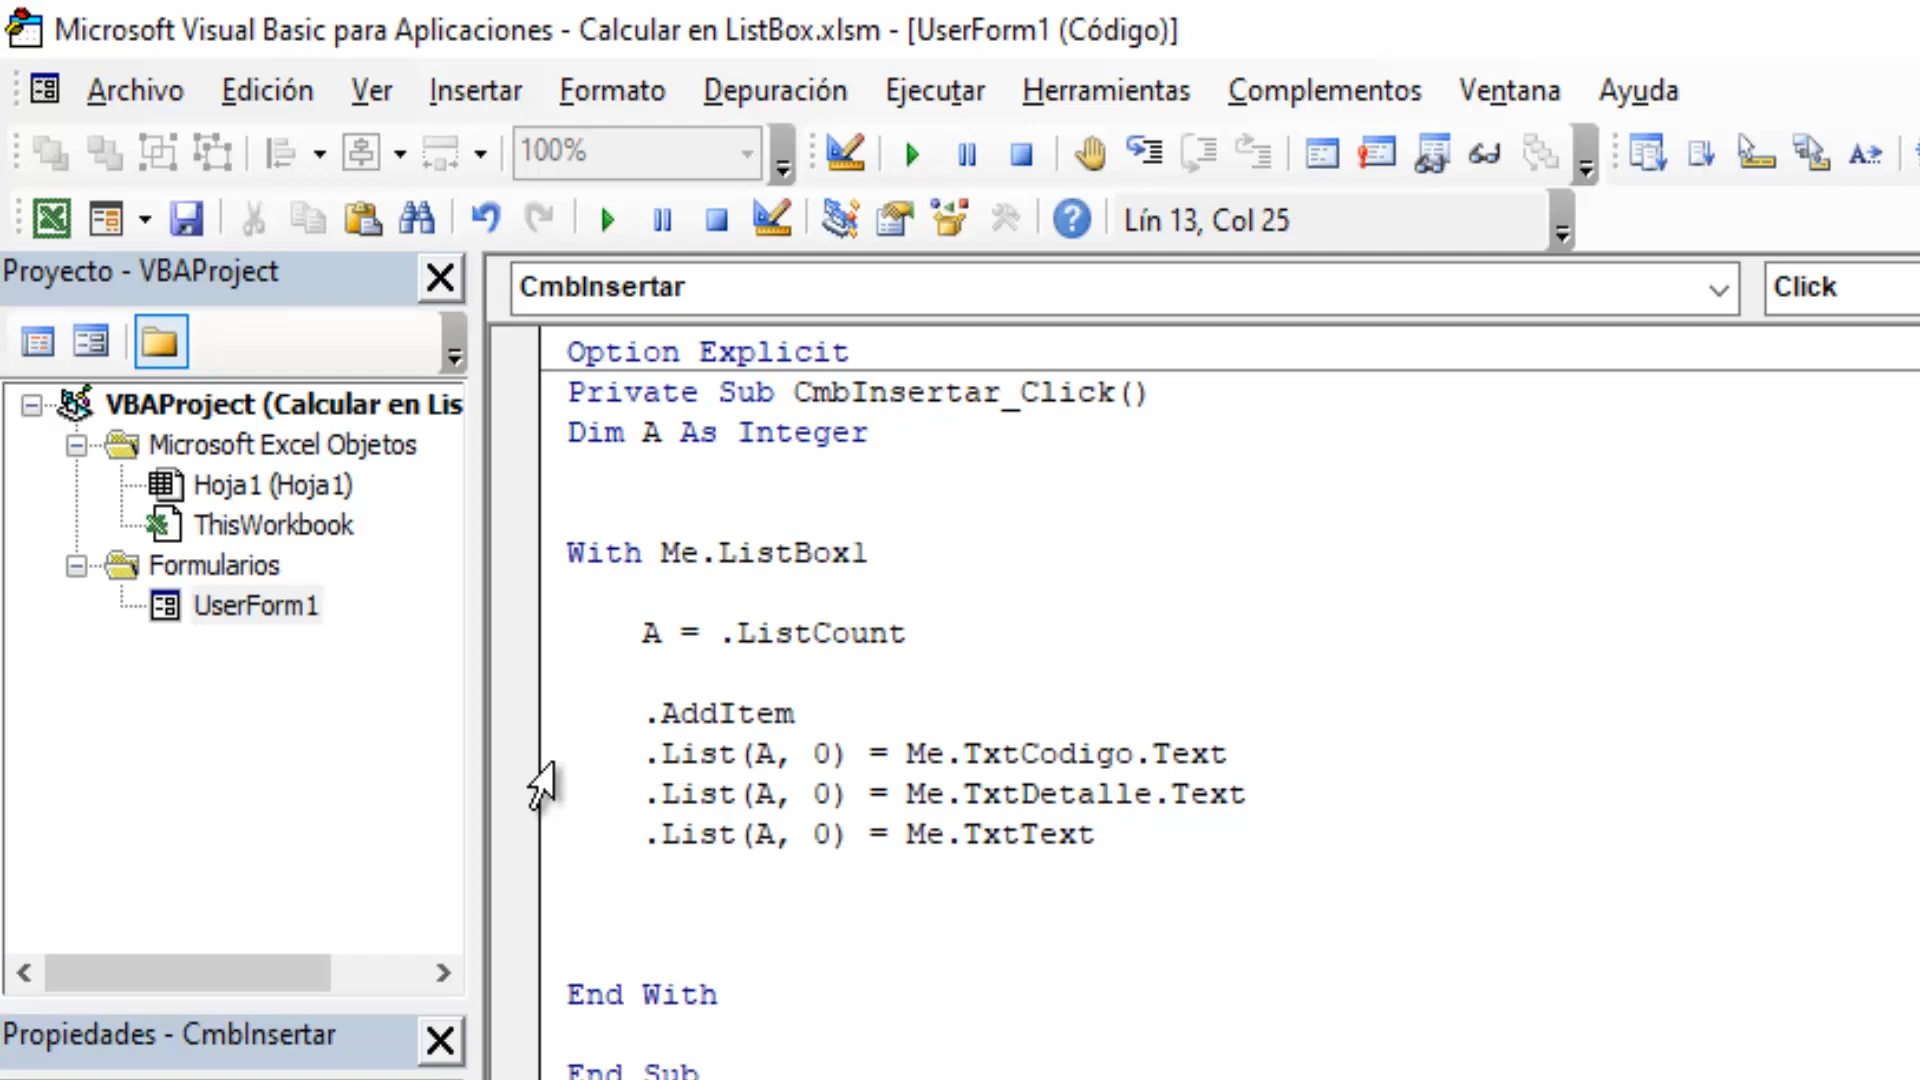 Microsoft Visual Basic para Aplicaciones - Calcular en ListBox.xlsm - [UserForm1 (Código)]
Archivo Edición Ver Insertar Formato Depuración Ejecutar Herramientas Complementos Ventana Ayuda
100%
Lín 13, Col 25
Proyecto - VBAProject
CmbInsertar
Click
VBAProject (Calcular en Lis
Microsoft Excel Objetos
Hoja1 (Hoja1)
ThisWorkbook
Formularios
UserForm1
Propiedades - CmbInsertar
Option Explicit
Private Sub CmbInsertar_Click()
Dim A As Integer
With Me.ListBox1
A = .ListCount
.AddItem
.List(A, 0) = Me.TxtCodigo.Text
.List(A, 0) = Me.TxtDetalle.Text
.List(A, 0) = Me.TxtText
End With
End Sub